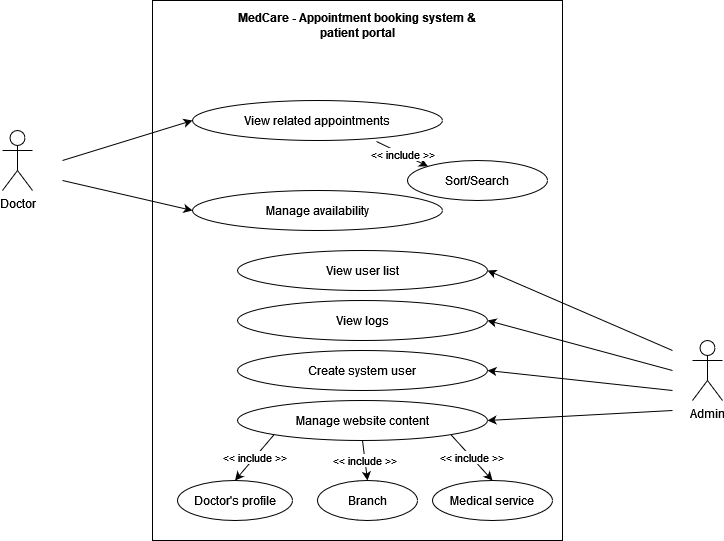 MedCare - Appointment booking system &
patient portal
View related appointments
<< include >>
Sort/Search
Doctor
Manage availability
View user list
View logs
Create system user
Admin
Manage website content
<< include >>
<< include >>
<< include >>
Doctor's profile
Branch
Medical service